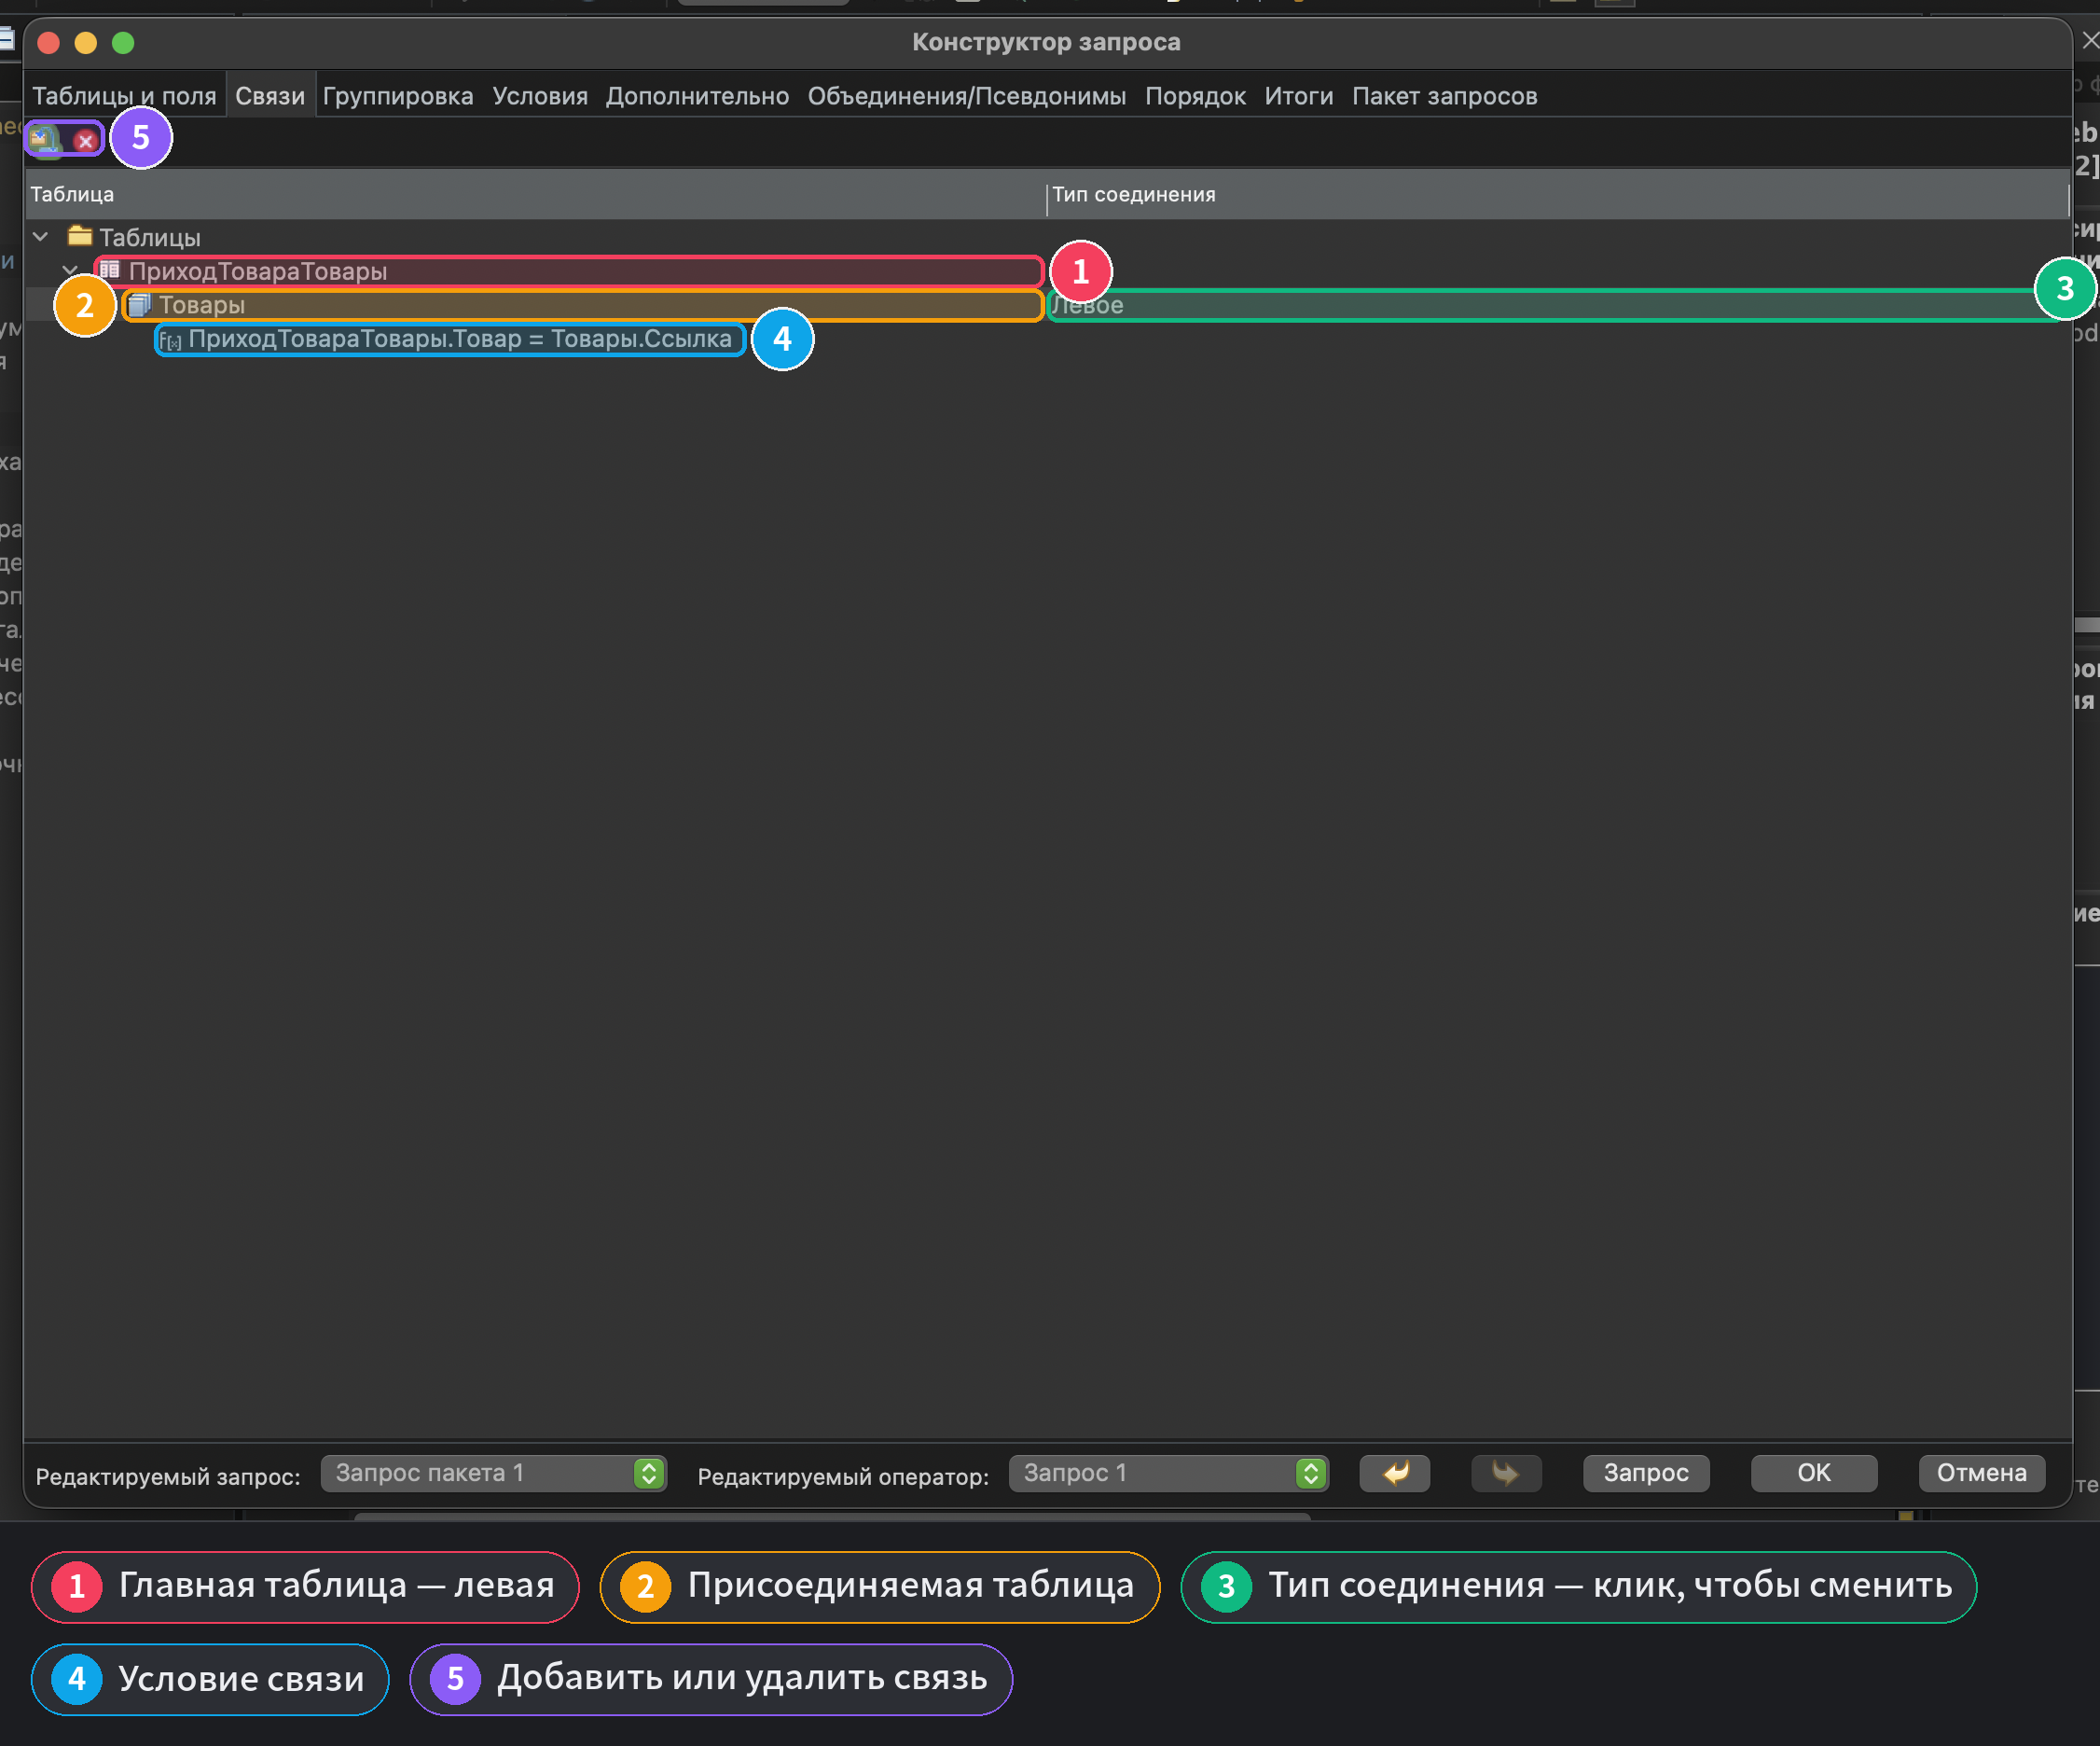 Конструктор запроса
Таблицы и поля Связи Группировка Условия Дополнительно Объединения/Псевдонимы Порядок Итоги Пакет запросов
5
Таблица Тип соединения
Таблицы
ПриходТовараТовары 1
2 Товары Левое 3
ПриходТовараТовары.Товар = Товары.Ссылка 4
Редактируемый запрос: Запрос пакета 1 Редактируемый оператор: Запрос 1 Запрос OK Отмена
1 Главная таблица — левая 2 Присоединяемая таблица 3 Тип соединения — клик, чтобы сменить
4 Условие связи 5 Добавить или удалить связь